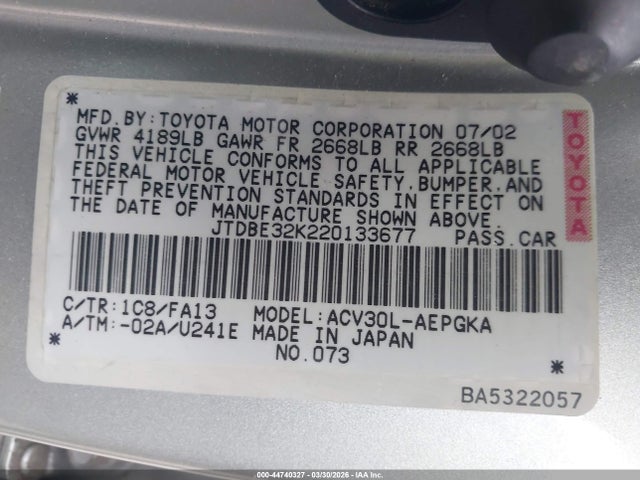 MFD.BY:TOYOTA MOTOR CORPORATION 07/02
GVWR 4189LB GAWR FR 2668LB RR 2668LB
THIS VEHICLE CONFORMS TO ALL APPLICABLE
FEDERAL MOTOR VEHICLE SAFETY,BUMPER,AND
THEFT PREVENTION STANDARDS IN EFFECT ON
THE DATE OF MANUFACTURE SHOWN ABOVE.
JTDBE32K220133677 PASS.CAR
TOYOTA
C/TR:1C8/FA13 MODEL:ACV30L-AEPGKA
A/TM:-02A/U241E MADE IN JAPAN
NO.073
BA5322057
000-44740327 - 03/30/2026 - IAA Inc.